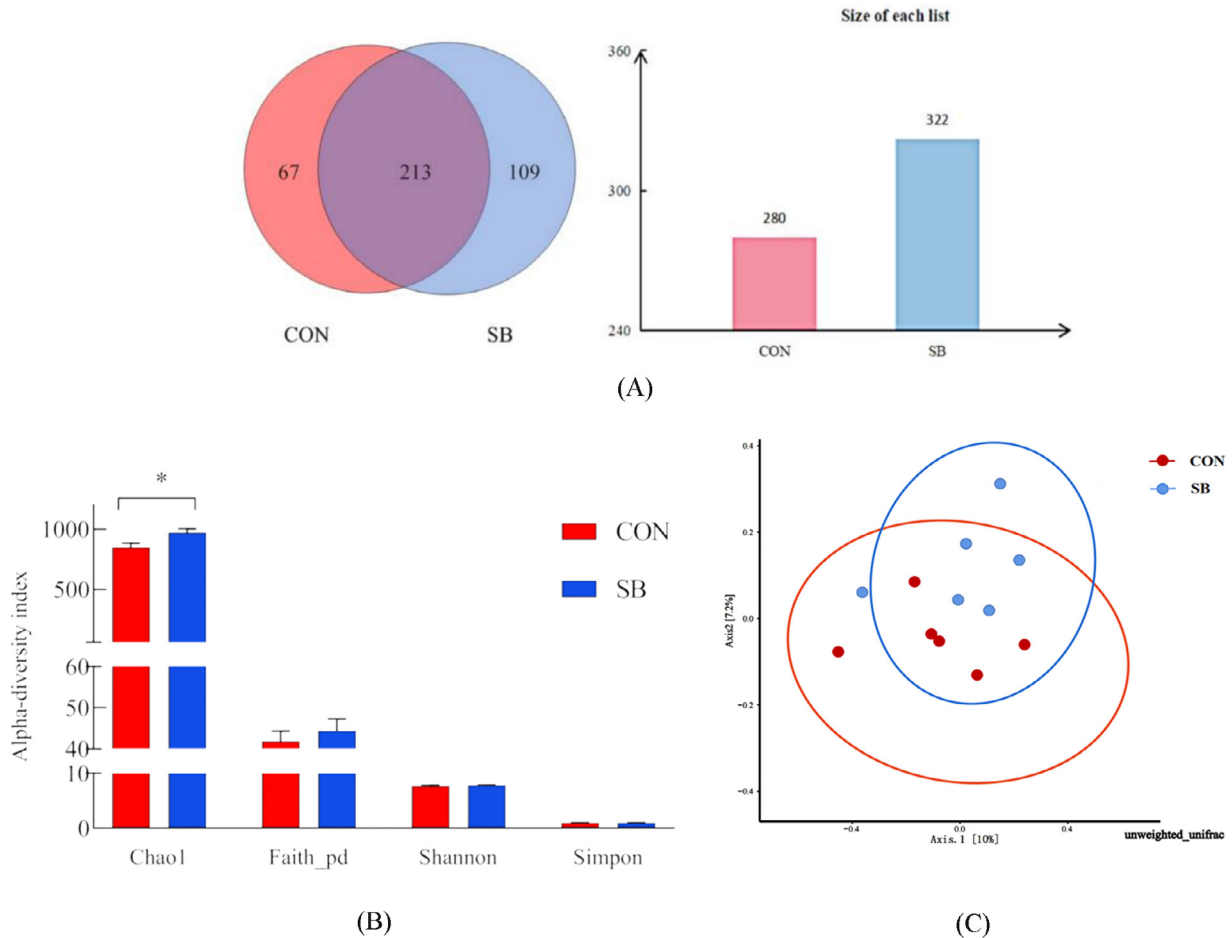 Size of each list
360
300
240
67
213
109
280
322
CON
SB
CON
SB
(A)
*
Alpha-diversity index
1000
500
60
50
40
10
0
CON
SB
Chao1
Faith_pd
Shannon
Simpon
(B)
0.4
0.2
0.0
-0.2
-0.4
Axis2 [7.2%]
CON
SB
-0.4
0.0
0.4
Axis.1 [10%]
unweighted_unifrac
(C)